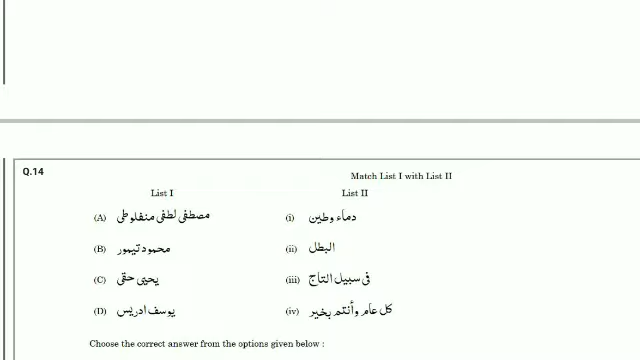 Q.14
Match List I with List II
List I List II
(A) مصطفى لطفى منفلوطى (i) دماء وطين
(B) محمود تيمور (ii) البطل
(C) يحيى حقى (iii) فى سبيل التاج
(D) يوسف ادريس (iv) كل عام وأنتم بخير
Choose the correct answer from the options given below :